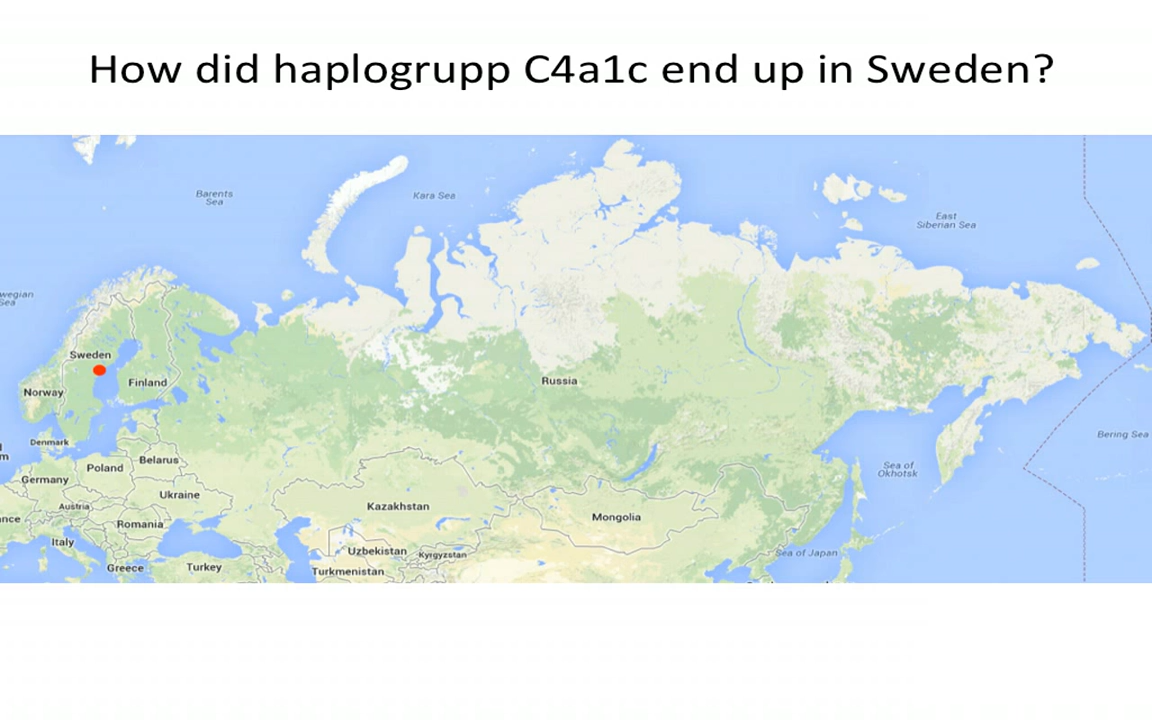 How did haplogrupp C4a1c end up in Sweden?
Barents
Sea
Kara Sea
East
Siberian Sea
wegian
Sea
Sweden
Finland
Norway
Russia
Denmark
Bering Sea
Sea of
Okhotsk
Germany
Poland
Belarus
Ukraine
Austria
Kazakhstan
Mongolia
Romania
Italy
Uzbekistan
Kyrgyzstan
Sea of Japan
Greece
Turkey
Turkmenistan